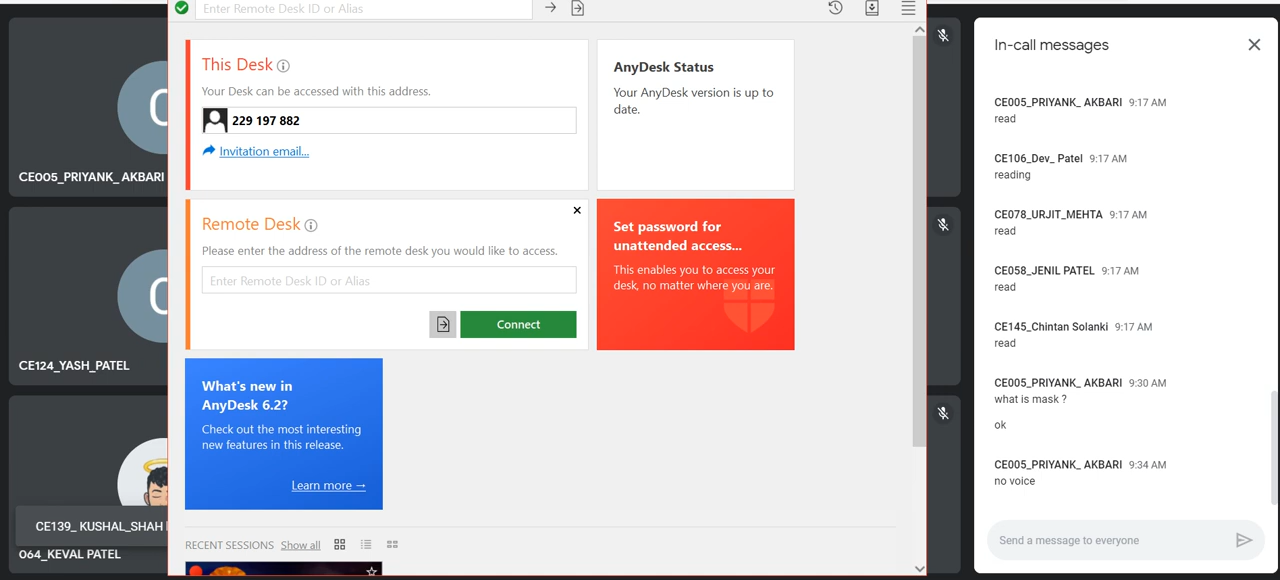 Enter Remote Desk ID or Alias
This Desk
Your Desk can be accessed with this address.
229 197 882
Invitation email...
AnyDesk Status
Your AnyDesk version is up to
date.
Remote Desk
Please enter the address of the remote desk you would like to access.
Enter Remote Desk ID or Alias
Connect
Set password for
unattended access...
This enables you to access your
desk, no matter where you are.
What's new in
AnyDesk 6.2?
Check out the most interesting
new features in this release.
Learn more →
RECENT SESSIONS Show all
C
CE005_PRIYANK_ AKBARI
C
CE124_YASH_PATEL
CE139_ KUSHAL_SHAH
064_KEVAL PATEL
In-call messages
CE005_PRIYANK_ AKBARI 9:17 AM
read
CE106_Dev_ Patel 9:17 AM
reading
CE078_URJIT_MEHTA 9:17 AM
read
CE058_JENIL PATEL 9:17 AM
read
CE145_Chintan Solanki 9:17 AM
read
CE005_PRIYANK_ AKBARI 9:30 AM
what is mask ?
ok
CE005_PRIYANK_ AKBARI 9:34 AM
no voice
Send a message to everyone